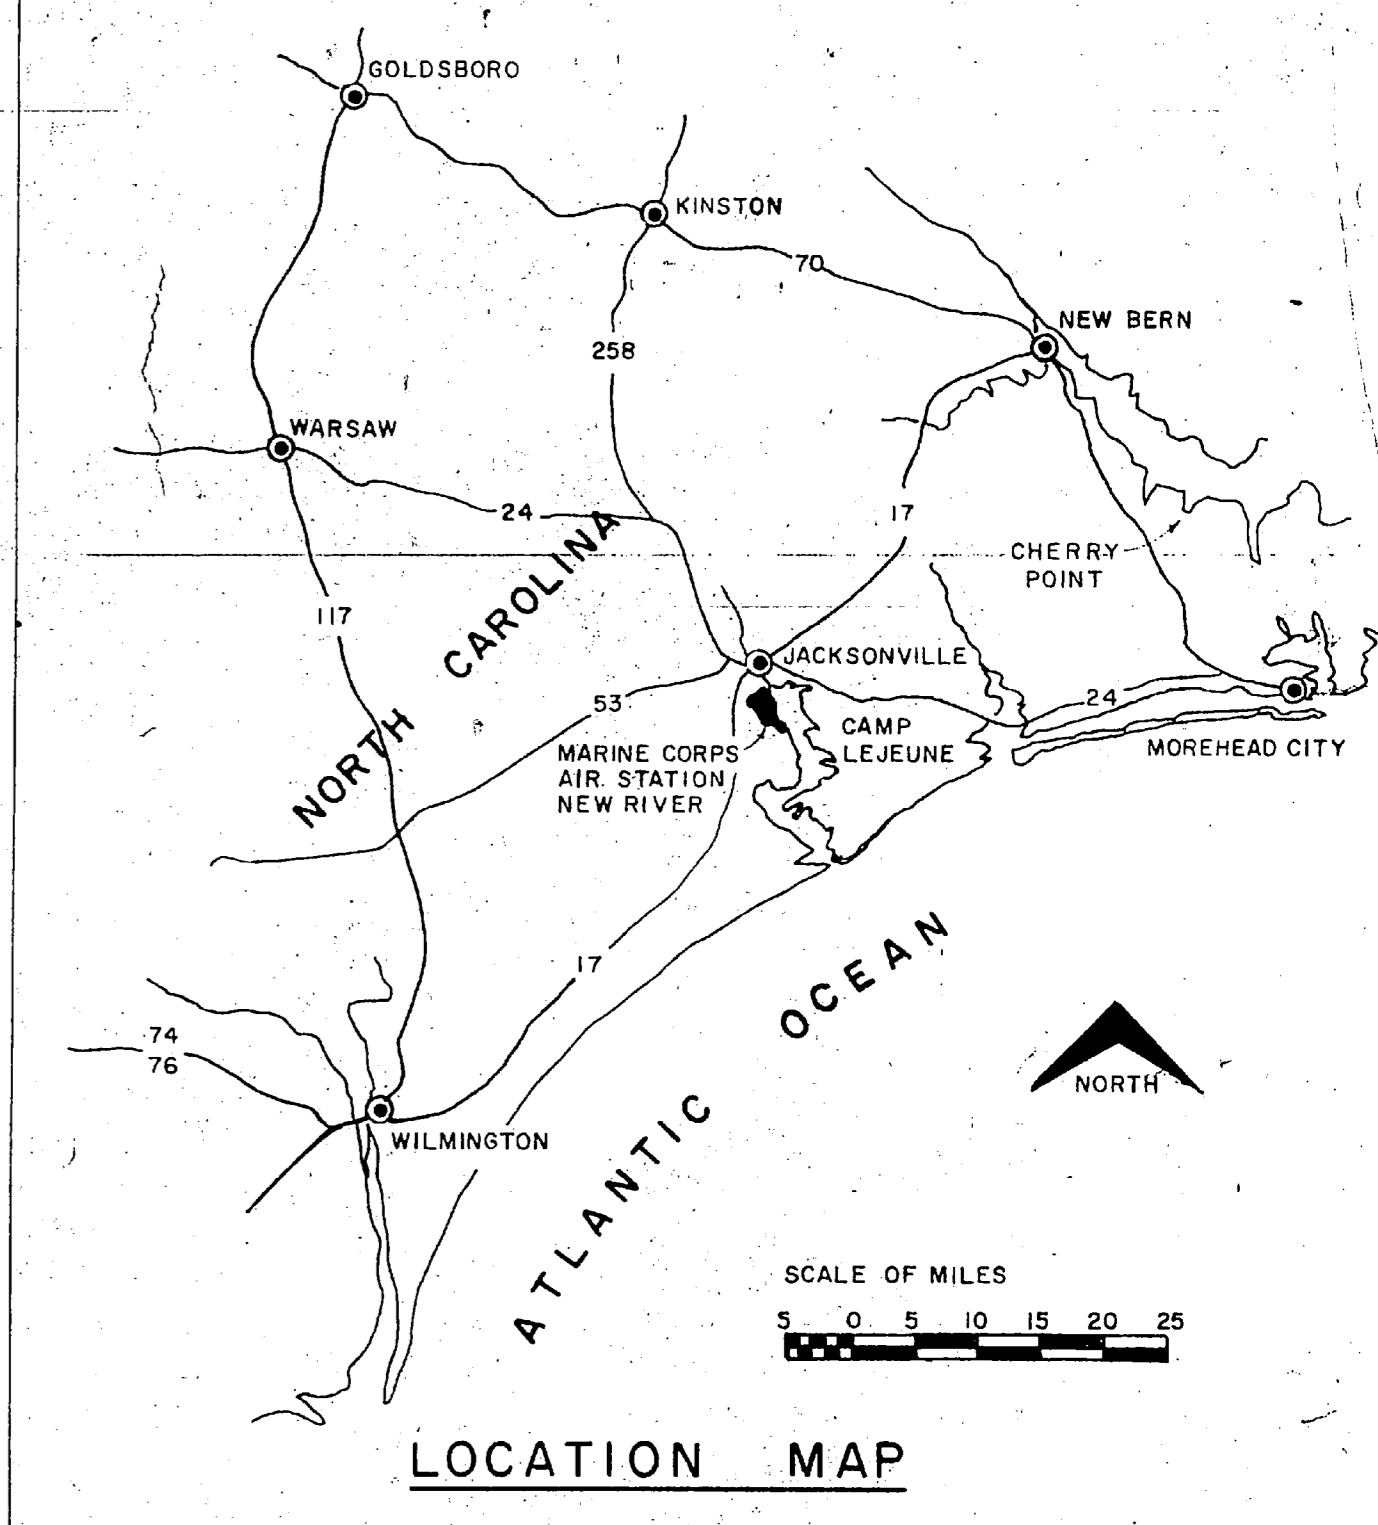 GOLDSBORO
KINSTON
70
NEW BERN
258
WARSAW
24
17
CHERRY
POINT
117
NORTH CAROLINA
JACKSONVILLE
53
24
CAMP
LEJEUNE
MOREHEAD CITY
MARINE CORPS
AIR STATION
NEW RIVER
17
74
76
WILMINGTON
ATLANTIC OCEAN
NORTH
SCALE OF MILES
5 0 5 10 15 20 25
LOCATION MAP